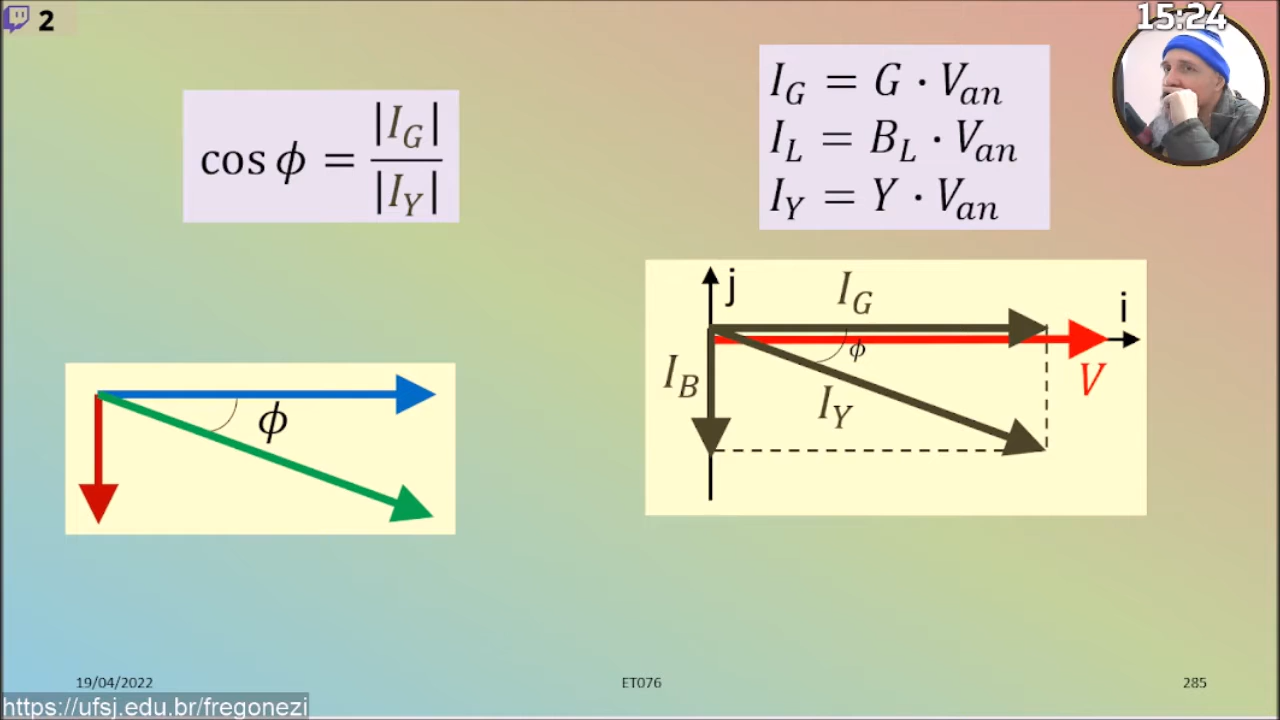 2
15:24
cos ϕ = |I_G| / |I_Y|
I_G = G · V_an
I_L = B_L · V_an
I_Y = Y · V_an
j
I_G
i
ϕ
I_B
V
I_Y
ϕ
19/04/2022
ET076
285
https://ufsj.edu.br/fregonezi